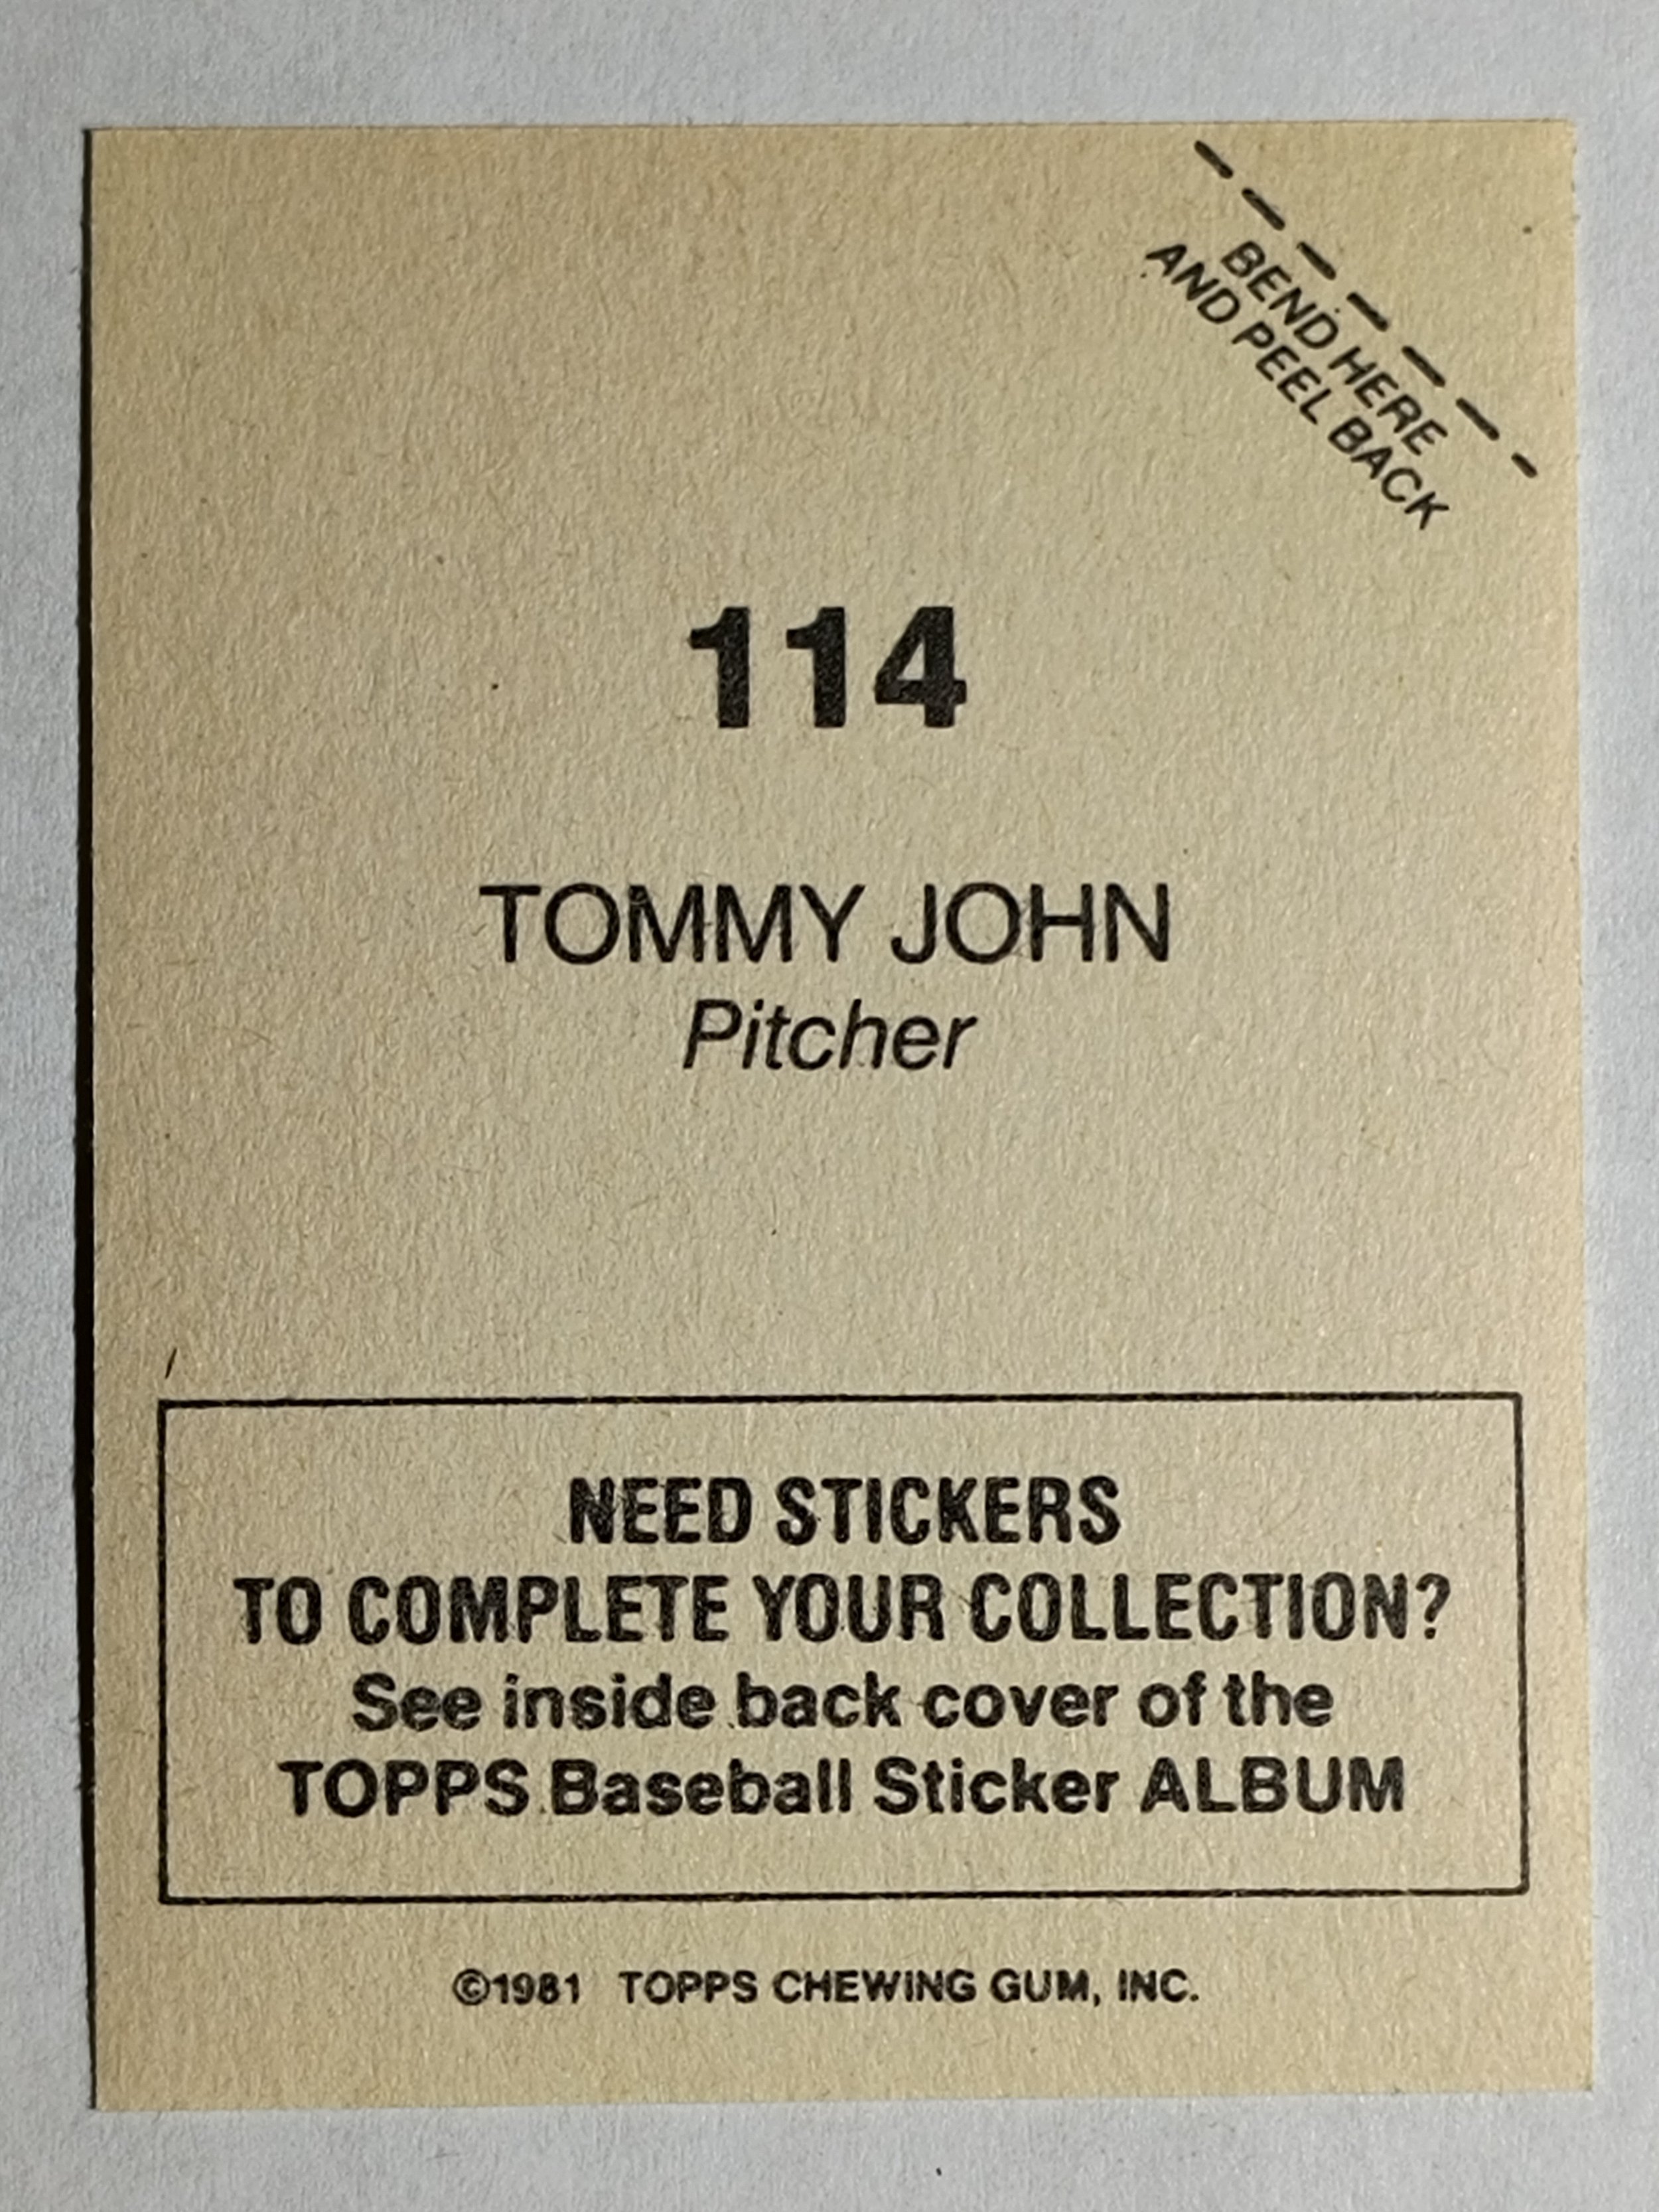 BEND HERE
AND PEEL BACK
114
TOMMY JOHN
Pitcher
NEED STICKERS
TO COMPLETE YOUR COLLECTION?
See inside back cover of the
TOPPS Baseball Sticker ALBUM
©1981 TOPPS CHEWING GUM, INC.